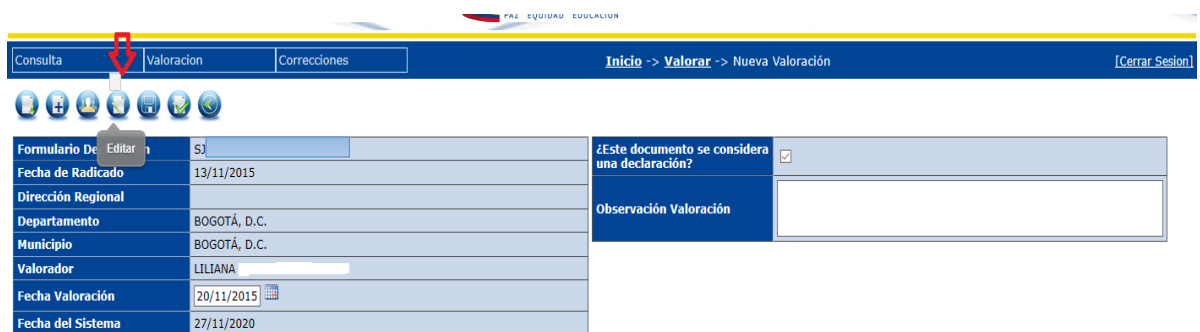 PAZ EQUIDAD EDUCACIÓN
Consulta Valoracion Correcciones Inicio -> Valorar -> Nueva Valoración [Cerrar Sesion]
Editar
Formulario De n SJ
Fecha de Radicado 13/11/2015
Dirección Regional
Departamento BOGOTÁ, D.C.
Municipio BOGOTÁ, D.C.
Valorador LILIANA
Fecha Valoración 20/11/2015
Fecha del Sistema 27/11/2020
¿Este documento se considera
una declaración?
Observación Valoración